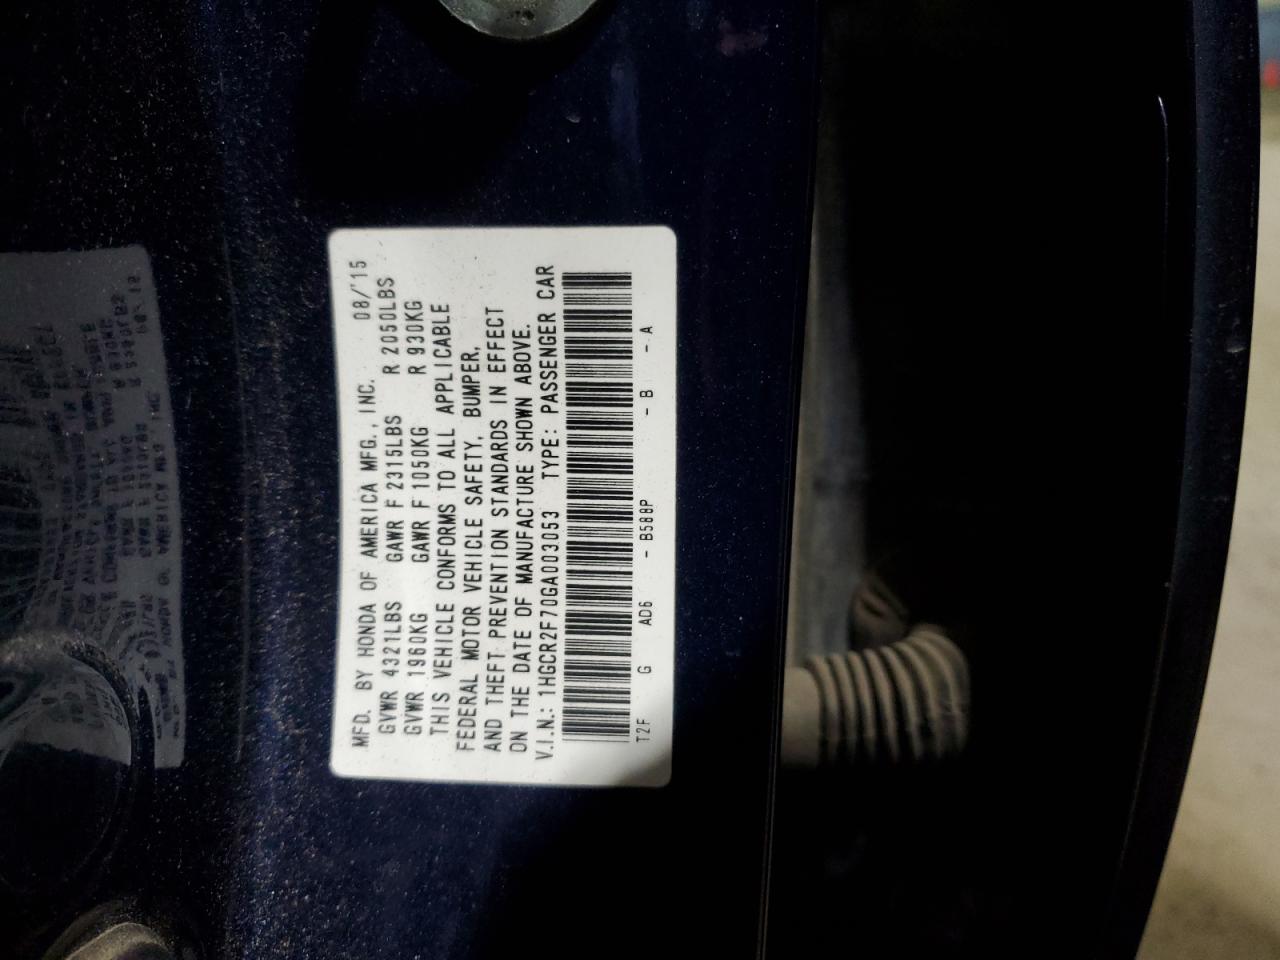 MFD. BY HONDA OF AMERICA MFG., INC. 08/'15
GVWR 4321LBS GAWR F 2315LBS R 2050LBS
GVWR 1960KG GAWR F 1050KG R 930KG
THIS VEHICLE CONFORMS TO ALL APPLICABLE
FEDERAL MOTOR VEHICLE SAFETY, BUMPER,
AND THEFT PREVENTION STANDARDS IN EFFECT
ON THE DATE OF MANUFACTURE SHOWN ABOVE.
V.I.N.: 1HGCR2F70GA003053 TYPE: PASSENGER CAR
T2F G AD6 - B588P - B - A